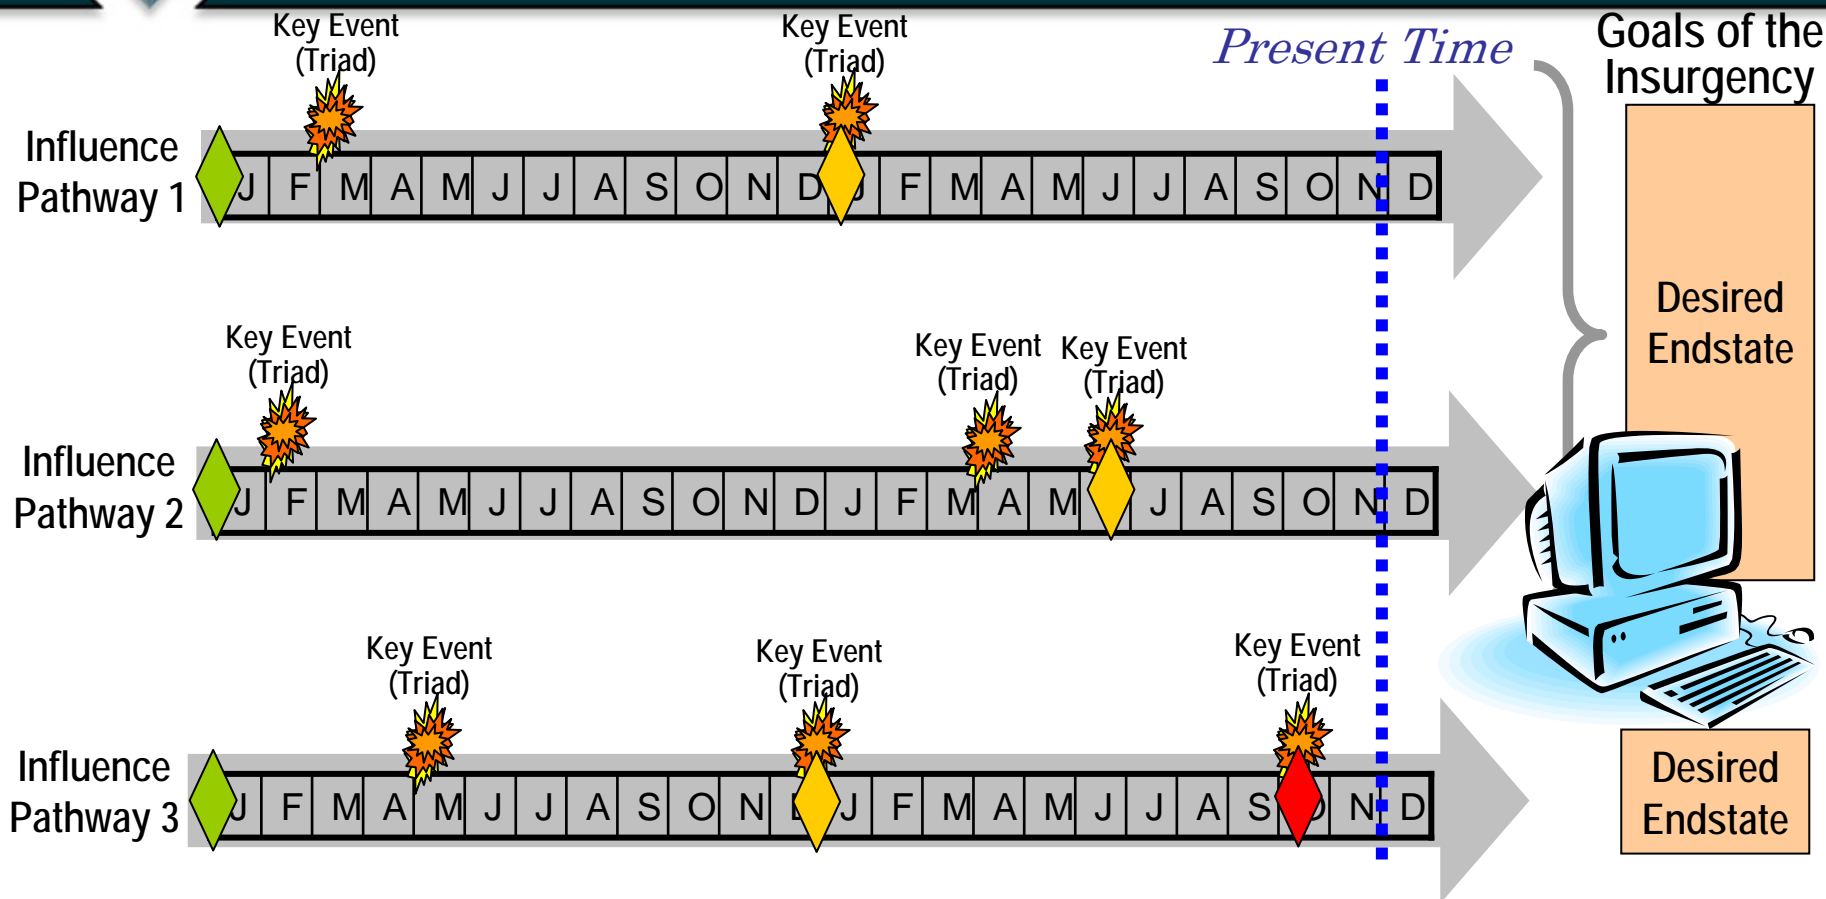 Key Event
(Triad)
Key Event
(Triad)
Present Time
Goals of the
Insurgency
Influence
Pathway 1
J F M A M J J A S O N D J F M A M J J A S O N D
Desired
Endstate
Key Event
(Triad)
Key Event
(Triad)
Key Event
(Triad)
Influence
Pathway 2
J F M A M J J A S O N D J F M A M J A S O N D
Key Event
(Triad)
Key Event
(Triad)
Key Event
(Triad)
Influence
Pathway 3
J F M A M J J A S O N D J F M A M J J A S O N D
Desired
Endstate